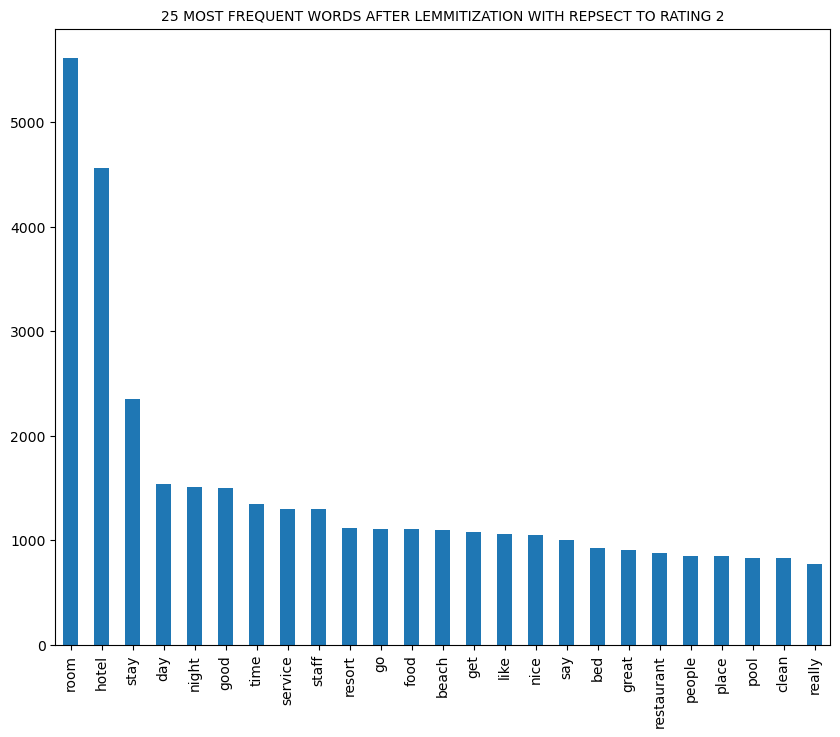 25 MOST FREQUENT WORDS AFTER LEMMITIZATION WITH REPSECT TO RATING 2
5000
4000
3000
2000
1000
0
room
hotel
stay
day
night
good
time
service
staff
resort
go
food
beach
get
like
nice
say
bed
great
restaurant
people
place
pool
clean
really